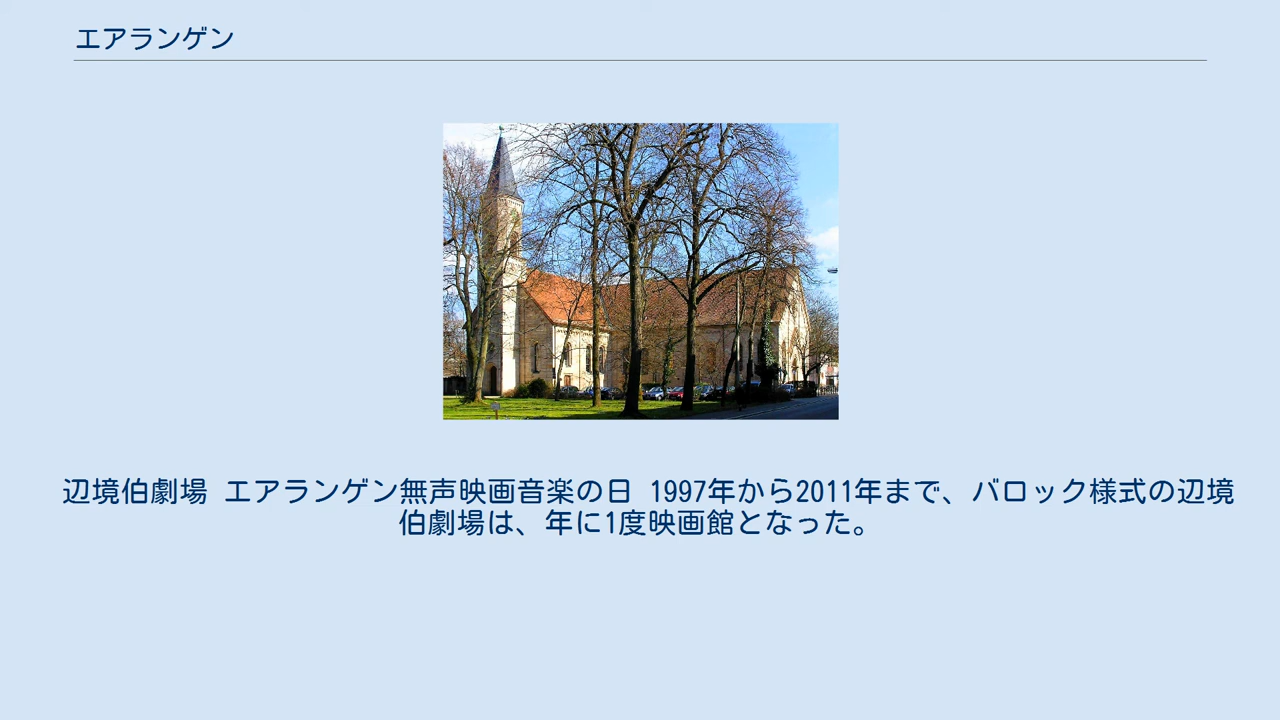 エアランゲン
辺境伯劇場 エアランゲン無声映画音楽の日 1997年から2011年まで、バロック様式の辺境
伯劇場は、年に1度映画館となった。